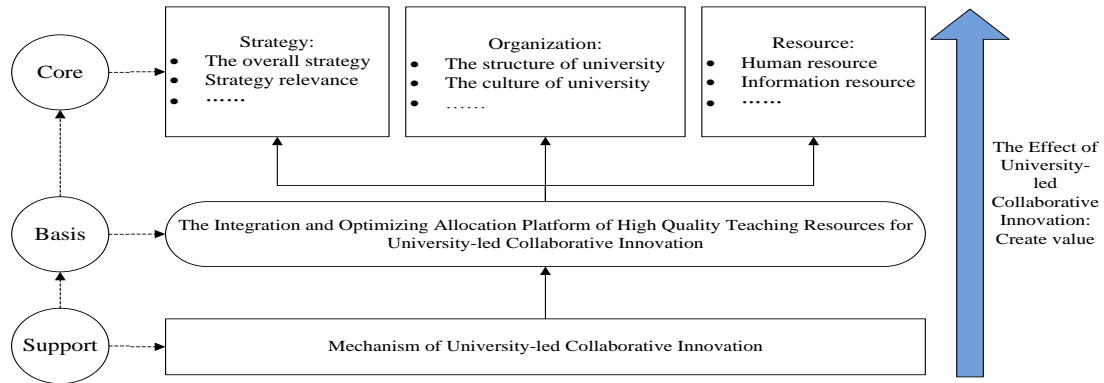 Core
Strategy:
• The overall strategy
• Strategy relevance
• ……
Organization:
• The structure of university
• The culture of university
• ……
Resource:
• Human resource
• Information resource
• ……
Basis
The Integration and Optimizing Allocation Platform of High Quality Teaching Resources for
University-led Collaborative Innovation
Support
Mechanism of University-led Collaborative Innovation
The Effect of
University-
led
Collaborative
Innovation:
Create value